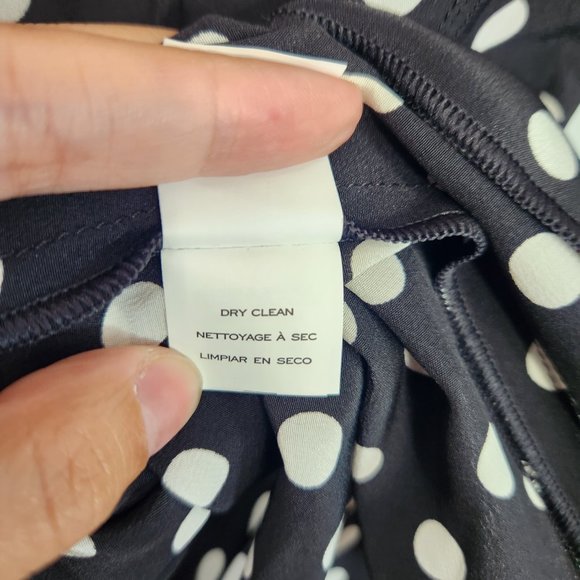 DRY CLEAN
NETTOYAGE À SEC
LIMPIAR EN SECO